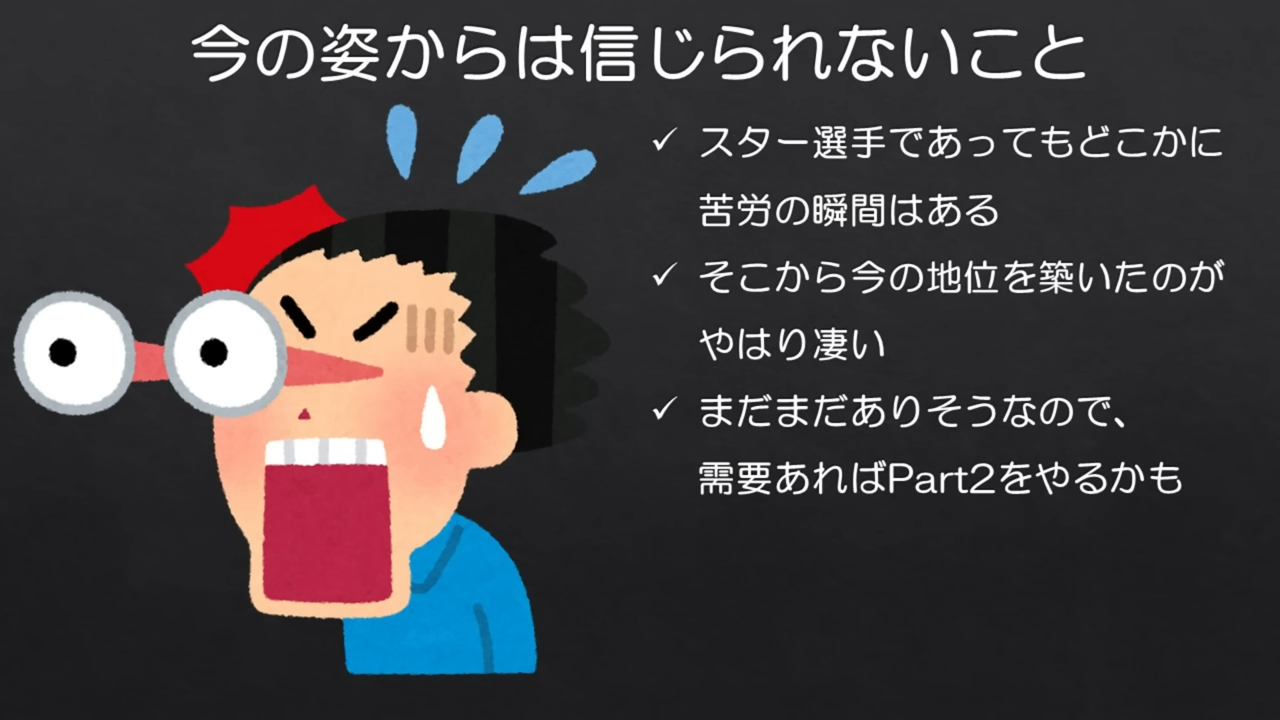 今の姿からは信じられないこと
✓ スター選手であってもどこかに
苦労の瞬間はある
✓ そこから今の地位を築いたのが
やはり凄い
✓ まだまだありそうなので、
需要あればPart2をやるかも